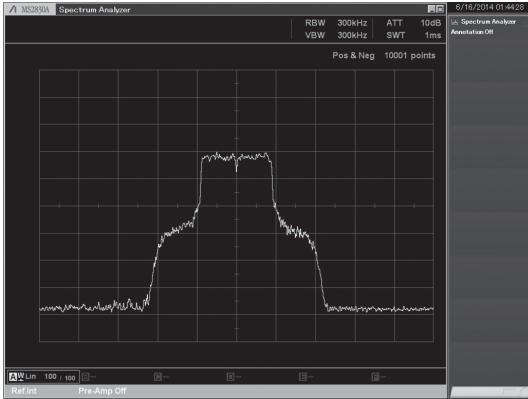 MS2830A Spectrum Analyzer
6/16/2014 01:44:28
RBW 300kHz ATT 10dB
VBW 300kHz SWT 1ms
Spectrum Analyzer
Annotation Off
Pos & Neg 10001 points
A W Lin 100 / 100
Ref.Int Pre-Amp Off